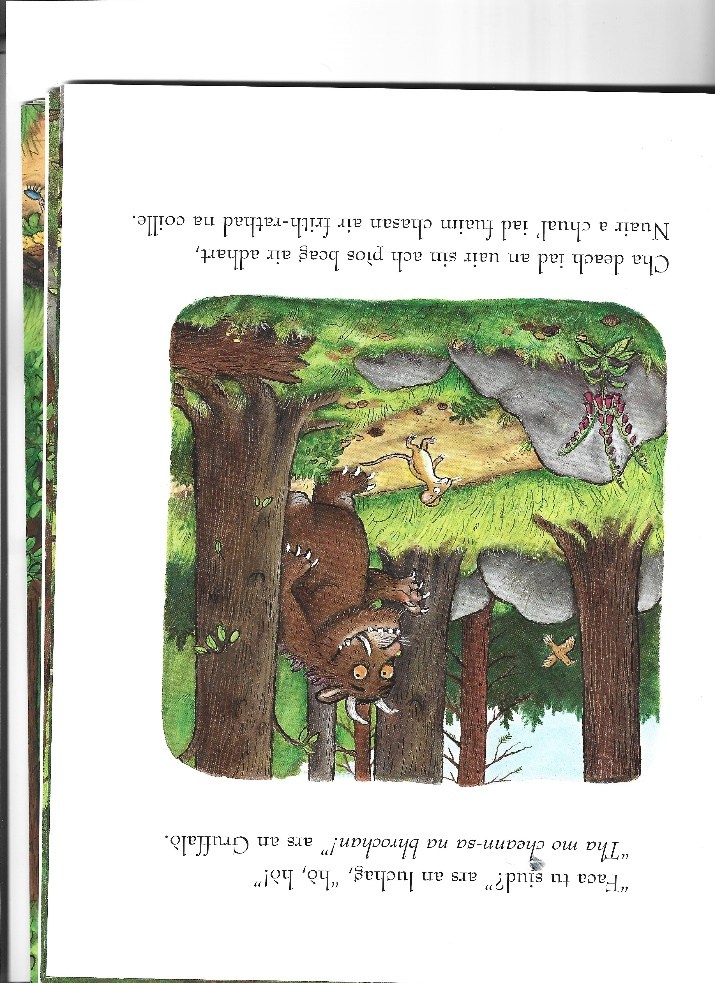 “Faca tu siud?” ars an luchag, “hò, hò!”
“Tha mo cheann-sa na bhrochan!” ars an Gruffalò.
Cha deach iad an uair sin ach pìos beag air adhart,
Nuair a chual’ iad fuaim chasan air frith-rathad na coille.